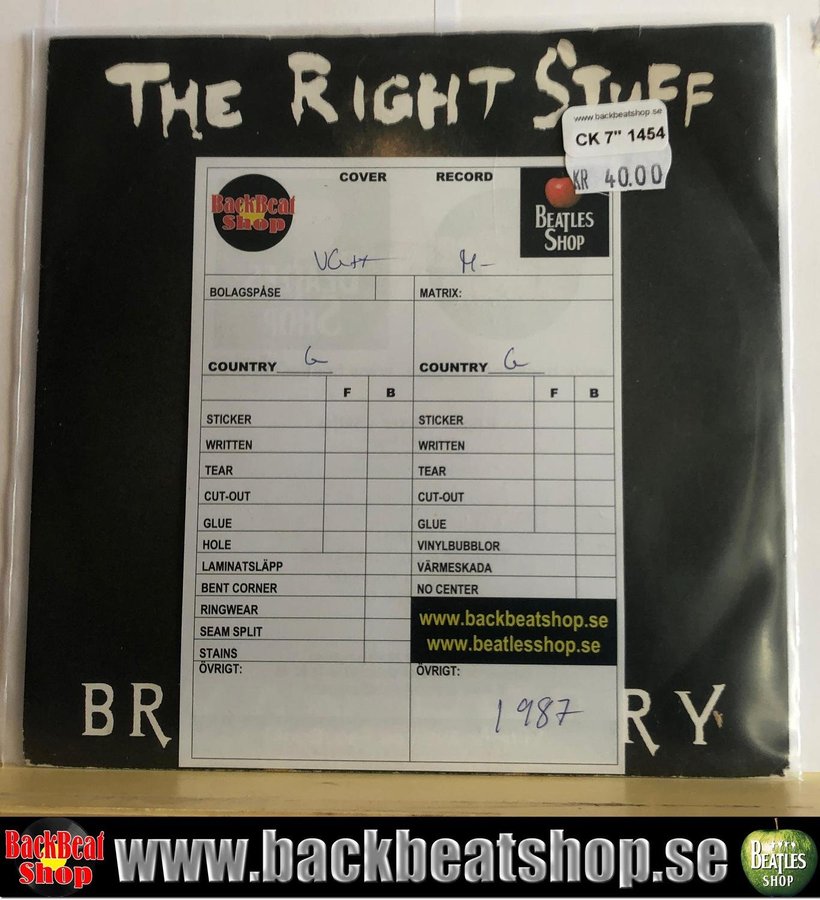 THE RIGHT STUFF
www.backbeatshop.se
CK 7" 1454
KR 40.00
COVER RECORD
BackBeat Shop
BEATLES SHOP
VG++ M-
BOLAGSPÅSE MATRIX:
COUNTRY G COUNTRY G
F B F B
STICKER STICKER
WRITTEN WRITTEN
TEAR TEAR
CUT-OUT CUT-OUT
GLUE GLUE
HOLE VINYLBUBBLOR
LAMINATSLÄPP VÄRMESKADA
BENT CORNER NO CENTER
RINGWEAR
www.backbeatshop.se
SEAM SPLIT
www.beatlesshop.se
STAINS
ÖVRIGT: ÖVRIGT:
1987
BR RY
BackBeat Shop
www.backbeatshop.se
BEATLES SHOP